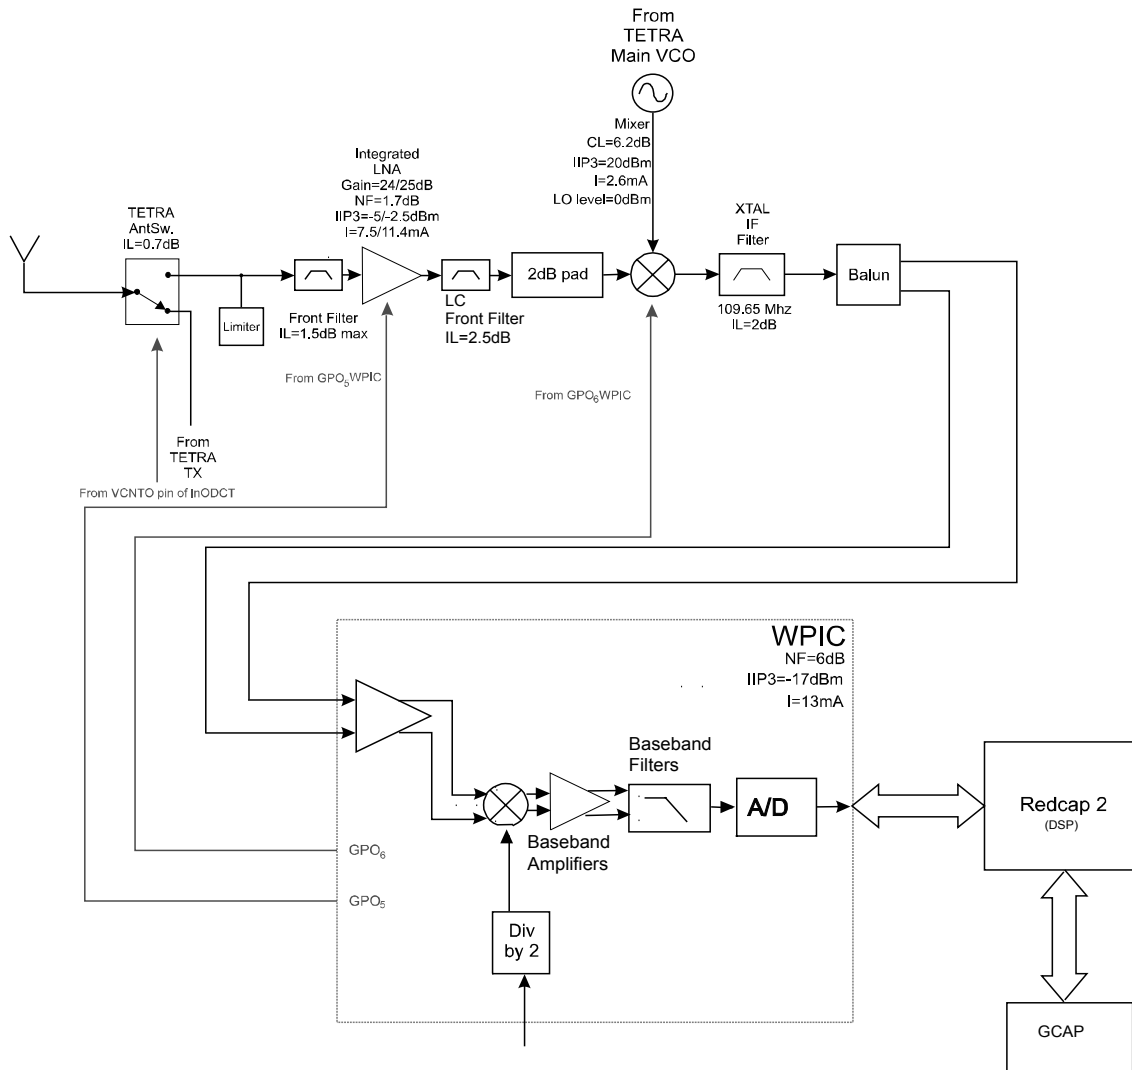 From
TETRA
Main VCO
Mixer
CL=6.2dB
IIP3=20dBm
I=2.6mA
LO level=0dBm
Integrated
LNA
Gain=24/25dB
NF=1.7dB
IIP3=-5/-2.5dBm
I=7.5/11.4mA
TETRA
AntSw.
IL=0.7dB
XTAL
IF
Filter
2dB pad
Balun
Limiter
Front Filter
IL=1.5dB max
LC
Front Filter
IL=2.5dB
109.65 Mhz
IL=2dB
From GPO5WPIC
From GPO6WPIC
From
TETRA
TX
From VCNTO pin of InODCT
WPIC
NF=6dB
IIP3=-17dBm
I=13mA
Baseband
Filters
A/D
Redcap 2
(DSP)
Baseband
Amplifiers
GPO6
GPO5
Div
by 2
GCAP